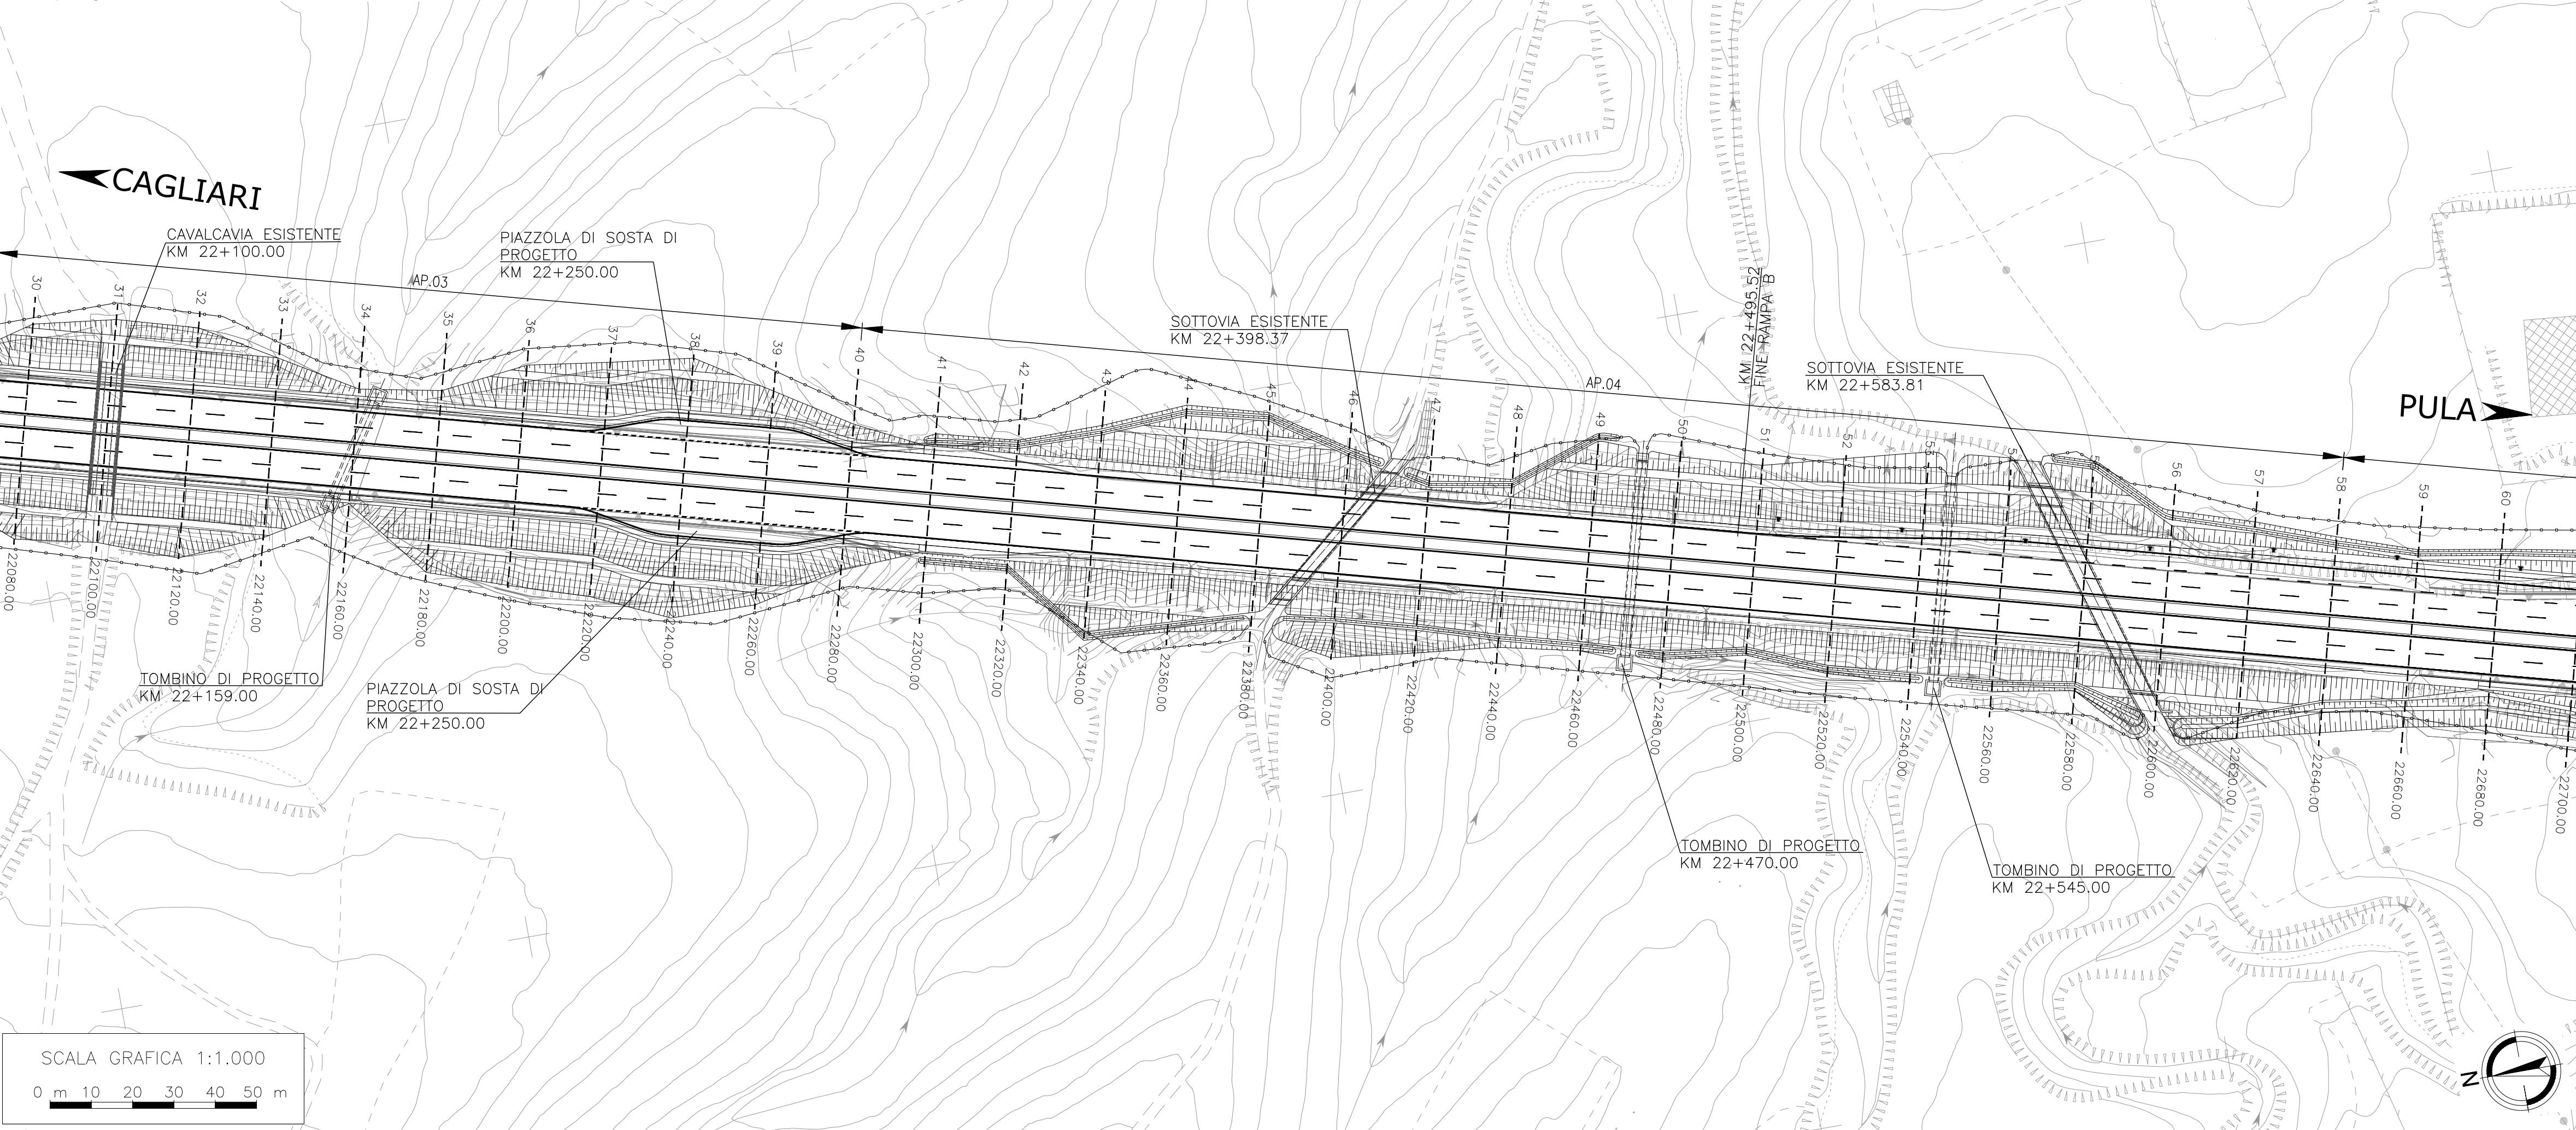 CAGLIARI
CAVALCAVIA ESISTENTE
KM 22+100.00
PIAZZOLA DI SOSTA DI
PROGETTO
KM 22+250.00
AP.03
SOTTOVIA ESISTENTE
KM 22+398.37
AP.04
KM 22+495.52
FINE RAMPA B
SOTTOVIA ESISTENTE
KM 22+583.81
PULA
30
31
32
33
34
35
36
37
38
39
40
41
42
43
44
45
46
47
48
49
50
51
52
53
56
57
58
59
60
22080.00
22100.00
22120.00
22140.00
22160.00
22180.00
22200.00
22220.00
22240.00
22260.00
22280.00
22300.00
22320.00
22340.00
22360.00
22380.00
22400.00
22420.00
22440.00
22460.00
22480.00
22500.00
22520.00
22540.00
22560.00
22580.00
22600.00
22620.00
22640.00
22660.00
22680.00
22700.00
TOMBINO DI PROGETTO
KM 22+159.00
PIAZZOLA DI SOSTA DI
PROGETTO
KM 22+250.00
TOMBINO DI PROGETTO
KM 22+470.00
TOMBINO DI PROGETTO
KM 22+545.00
SCALA GRAFICA 1:1.000
0 m 10 20 30 40 50 m
N